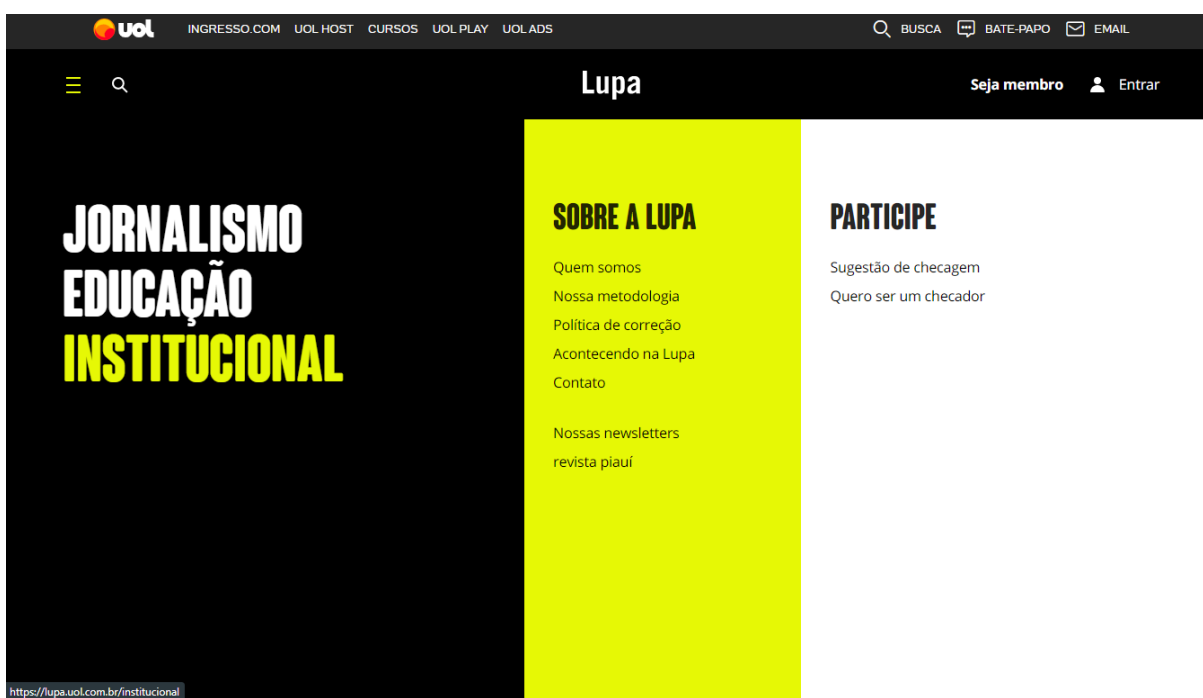 uol INGRESSO.COM UOL HOST CURSOS UOL PLAY UOL ADS BUSCA BATE-PAPO EMAIL
Lupa Seja membro Entrar
JORNALISMO
EDUCAÇÃO
INSTITUCIONAL
SOBRE A LUPA
Quem somos
Nossa metodologia
Política de correção
Acontecendo na Lupa
Contato
Nossas newsletters
revista piauí
PARTICIPE
Sugestão de checagem
Quero ser um checador
https://lupa.uol.com.br/institucional